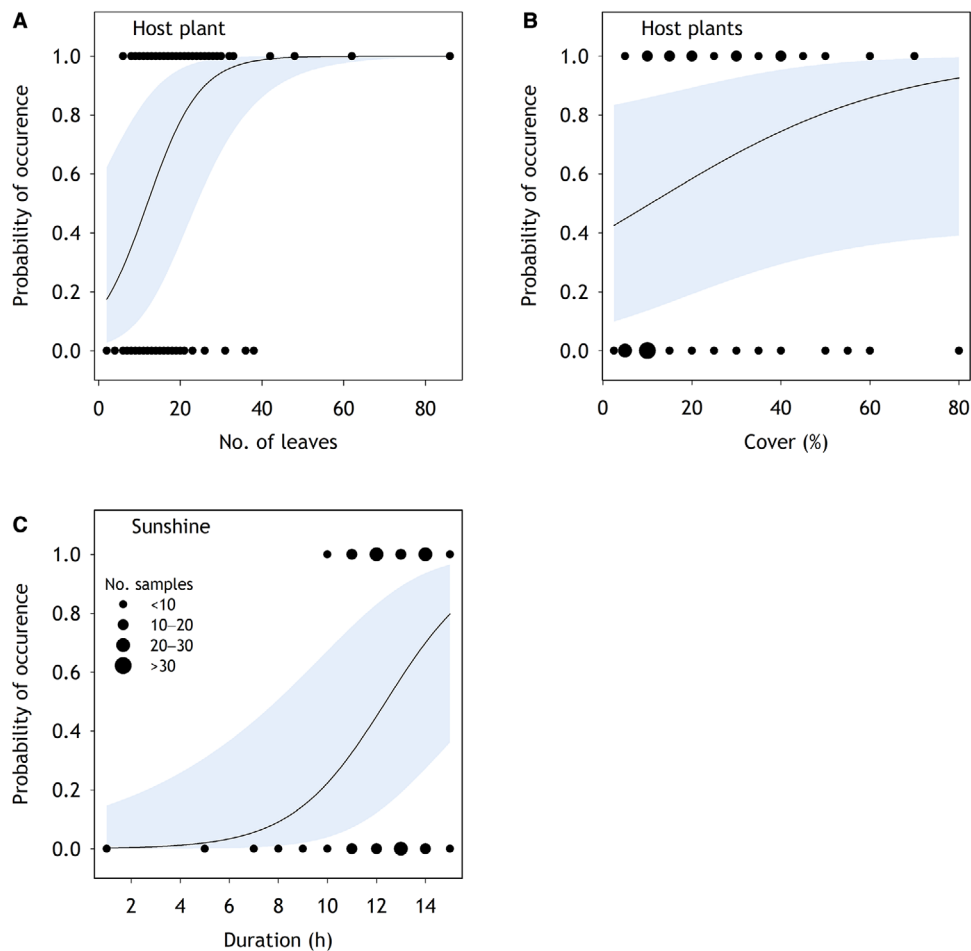 A
Host plant
Probability of occurence
1.0
0.8
0.6
0.4
0.2
0.0
0 20 40 60 80
No. of leaves
B
Host plants
Probability of occurence
1.0
0.8
0.6
0.4
0.2
0.0
0 20 40 60 80
Cover (%)
C
Sunshine
Probability of occurence
1.0
0.8
0.6
0.4
0.2
0.0
No. samples
<10
10–20
20–30
>30
2 4 6 8 10 12 14
Duration (h)